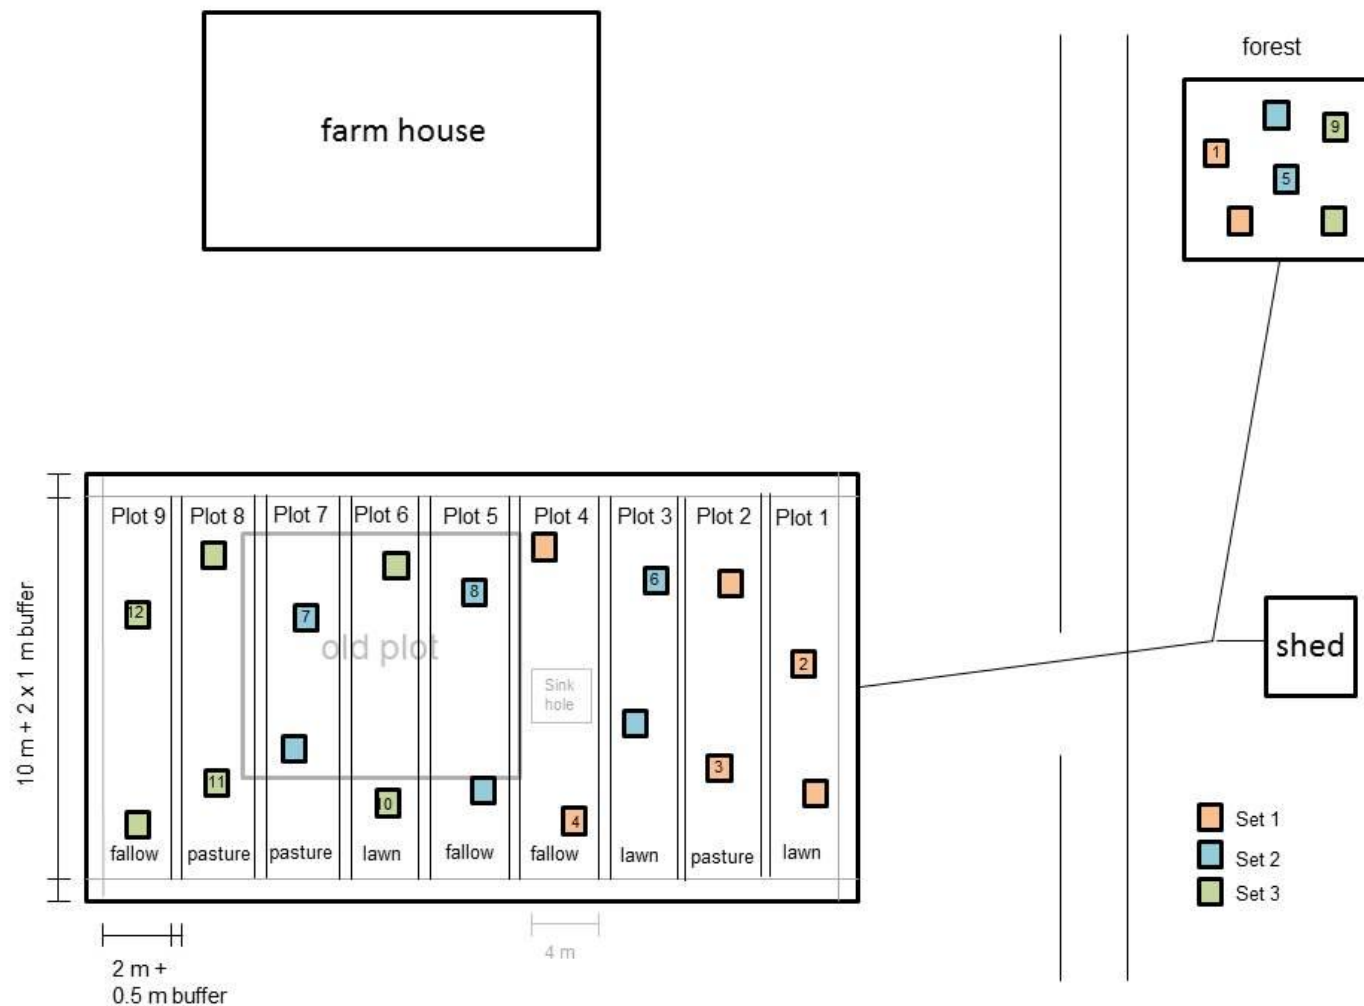 forest
farm house
9
1
5
Plot 9 Plot 8 Plot 7 Plot 6 Plot 5 Plot 4 Plot 3 Plot 2 Plot 1
6
8
12
7
old plot
2
shed
Sink
hole
10 m + 2 x 1 m buffer
3
11
10
4
fallow pasture pasture lawn fallow fallow lawn pasture lawn
Set 1
Set 2
Set 3
4 m
2 m +
0.5 m buffer